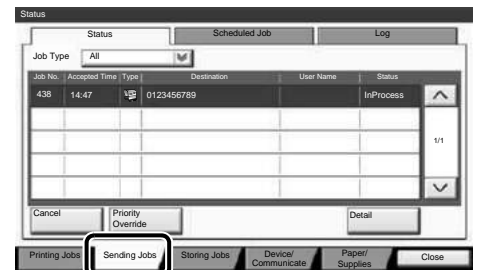 Status
Status Scheduled Job Log
Job Type All
Job No. Accepted Time Type Destination User Name Status
438 14:47 0123456789 InProcess
1/1
Cancel Priority Override Detail
Printing Jobs Sending Jobs Storing Jobs Device/ Communicate Paper/ Supplies Close